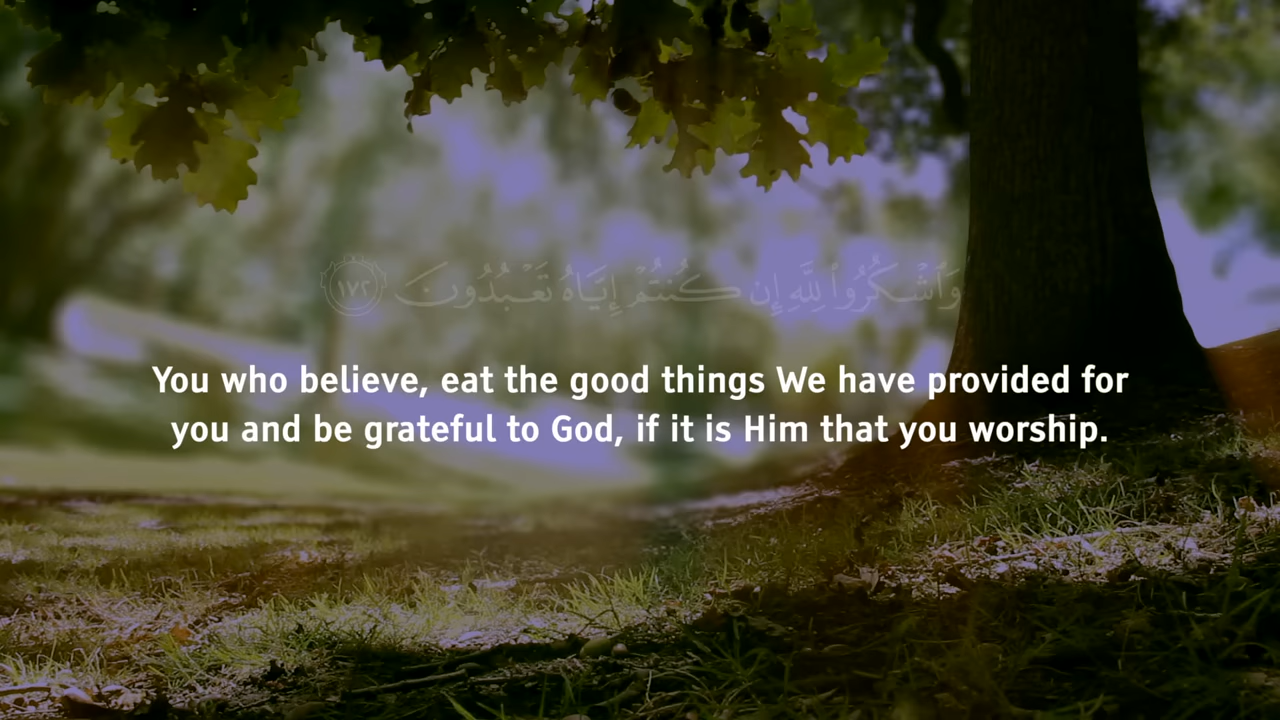 وَٱشْكُرُوا۟ لِلَّهِ إِن كُنتُمْ إِيَّاهُ تَعْبُدُونَ ١٧٢
You who believe, eat the good things We have provided for
you and be grateful to God, if it is Him that you worship.